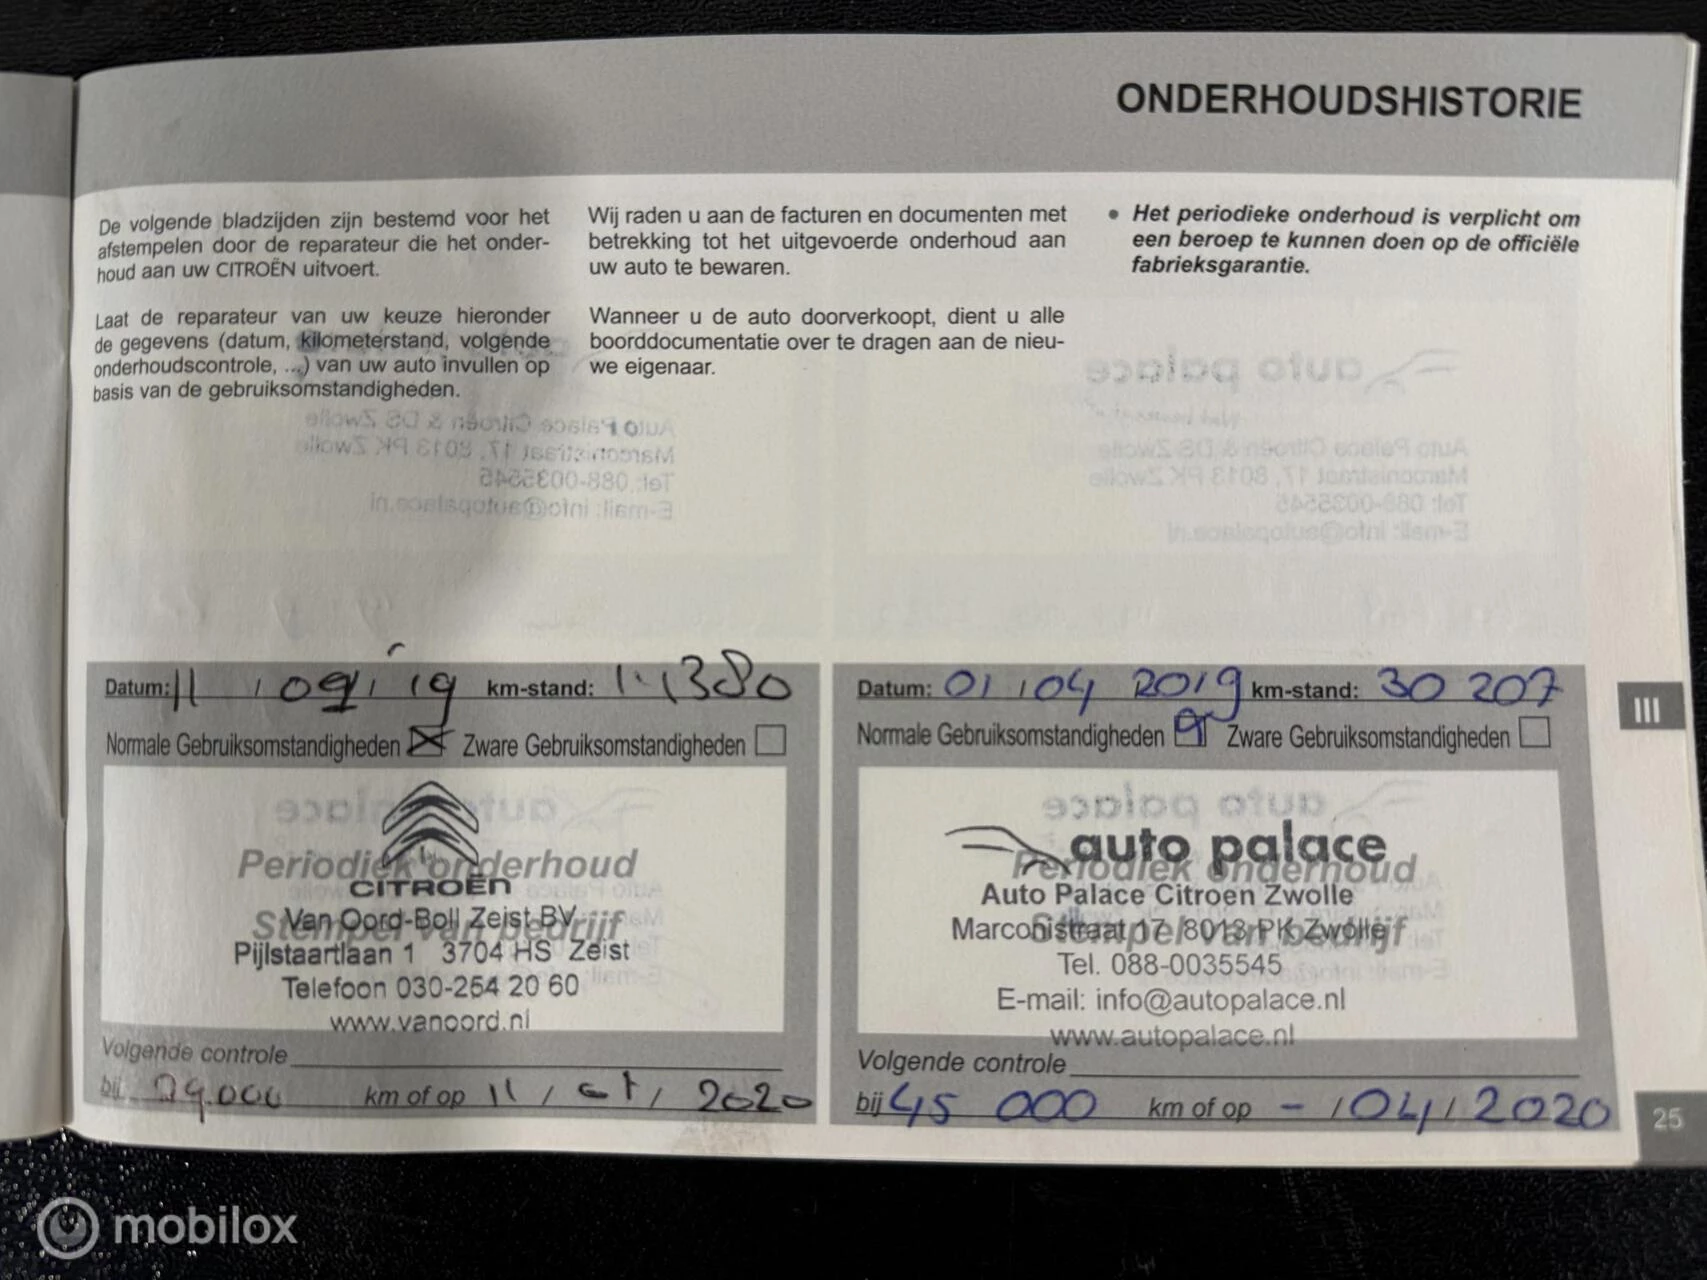 ONDERHOUDSHISTORIE
De volgende bladzijden zijn bestemd voor het
afstempelen door de reparateur die het onder-
houd aan uw CITROËN uitvoert.
Laat de reparateur van uw keuze hieronder
de gegevens (datum, kilometerstand, volgende
onderhoudscontrole, ...) van uw auto invullen op
basis van de gebruiksomstandigheden.
Wij raden u aan de facturen en documenten met
betrekking tot het uitgevoerde onderhoud aan
uw auto te bewaren.
Wanneer u de auto doorverkoopt, dient u alle
boorddocumentatie over te dragen aan de nieu-
we eigenaar.
• Het periodieke onderhoud is verplicht om
een beroep te kunnen doen op de officiële
fabrieksgarantie.
Datum: 11 / 09 / 19 km-stand:
Normale Gebruiksomstandigheden Zware Gebruiksomstandigheden
Periodiek onderhoud
CITROËN
Stempel van bedrijf
Van Oord-Boll Zeist BV
Pijlstaartlaan 1 3704 HS Zeist
Telefoon 030-254 20 60
www.vanoord.nl
Volgende controle
bij km of op 11 / / 2020
Datum: 01 / 04 2019 km-stand: 30 207
Normale Gebruiksomstandigheden Zware Gebruiksomstandigheden
auto palace
Periodiek onderhoud
Auto Palace Citroen Zwolle
Stempel van bedrijf
Marconistraat 17 8013 PK Zwolle
Tel. 088-0035545
E-mail: info@autopalace.nl
www.autopalace.nl
Volgende controle
bij 45 000 km of op - / 04 / 2020
III
25
mobilox